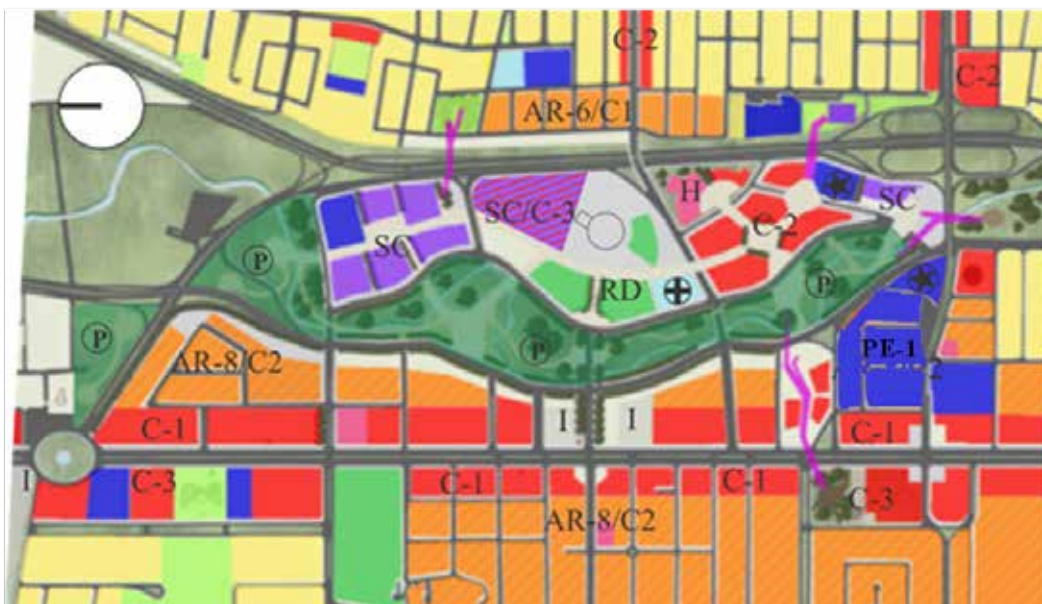 C-2
C-2
AR-6/C1
H
SC/C-3
SC
C-2
SC
P
RD
P
P
P
PE-1
AR-8/C2
I
I
C-1
C-1
I
C-3
C-1
C-1
C-3
AR-8/C2